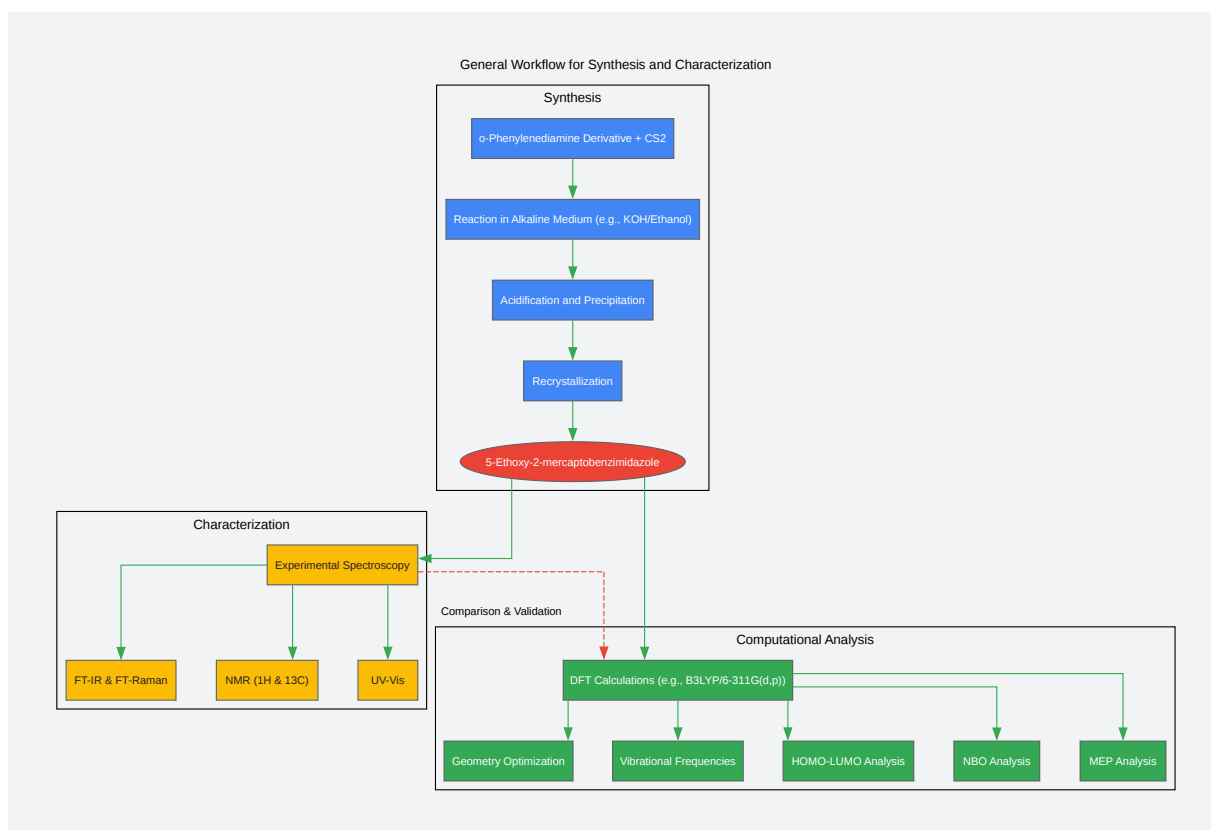 General Workflow for Synthesis and Characterization
Synthesis
o-Phenylenediamine Derivative + CS2
Reaction in Alkaline Medium (e.g., KOH/Ethanol)
Acidification and Precipitation
Recrystallization
5-Ethoxy-2-mercaptobenzimidazole
Characterization
Experimental Spectroscopy
FT-IR & FT-Raman
NMR (1H & 13C)
UV-Vis
Comparison & Validation
Computational Analysis
DFT Calculations (e.g., B3LYP/6-311G(d,p))
Geometry Optimization
Vibrational Frequencies
HOMO-LUMO Analysis
NBO Analysis
MEP Analysis